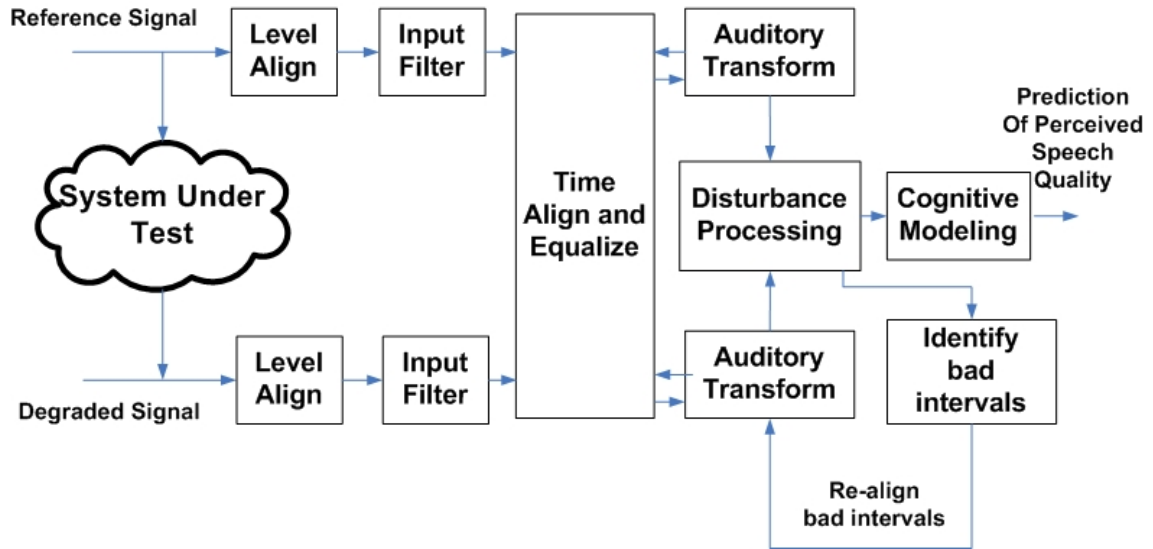 Reference Signal
Level
Align
Input
Filter
Auditory
Transform
Prediction
Of Perceived
Speech
Quality
System Under
Test
Time
Align and
Equalize
Disturbance
Processing
Cognitive
Modeling
Level
Align
Input
Filter
Auditory
Transform
Identify
bad
intervals
Degraded Signal
Re-align
bad intervals